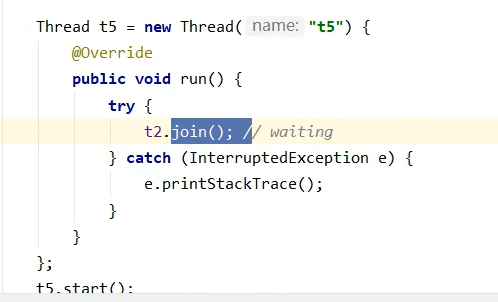 Thread t5 = new Thread( name: "t5") {
@Override
public void run() {
try {
t2.join(); // waiting
} catch (InterruptedException e) {
e.printStackTrace();
}
}
};
t5.start();